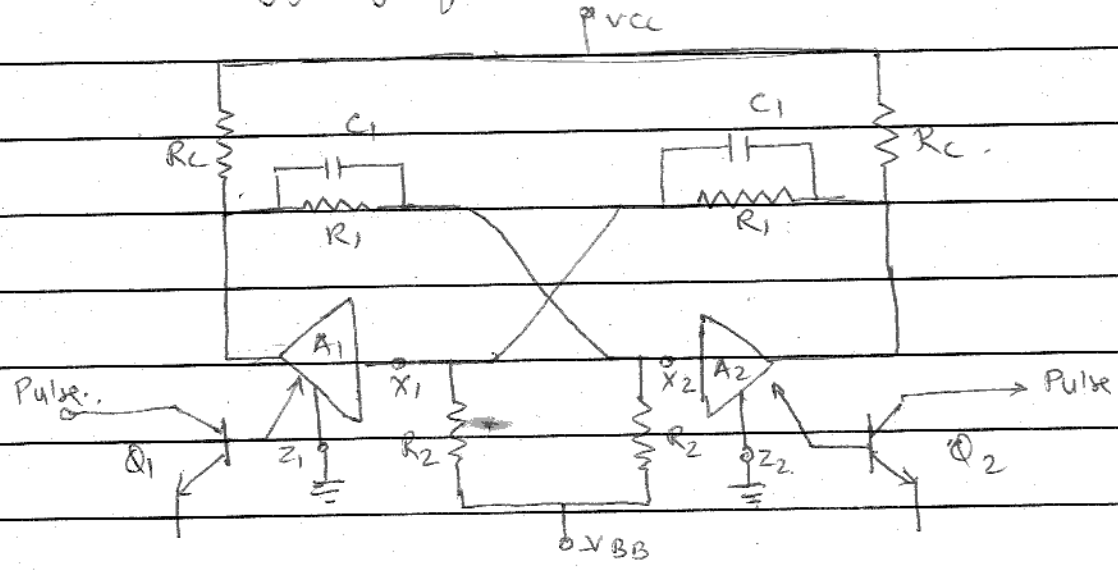 VCC
C1
C1
RC
RC.
R1
R1
A1
X1
X2
A2
Pulse..
Pulse
Q1
Z1
R2
R2
Z2
Q2
-VBB